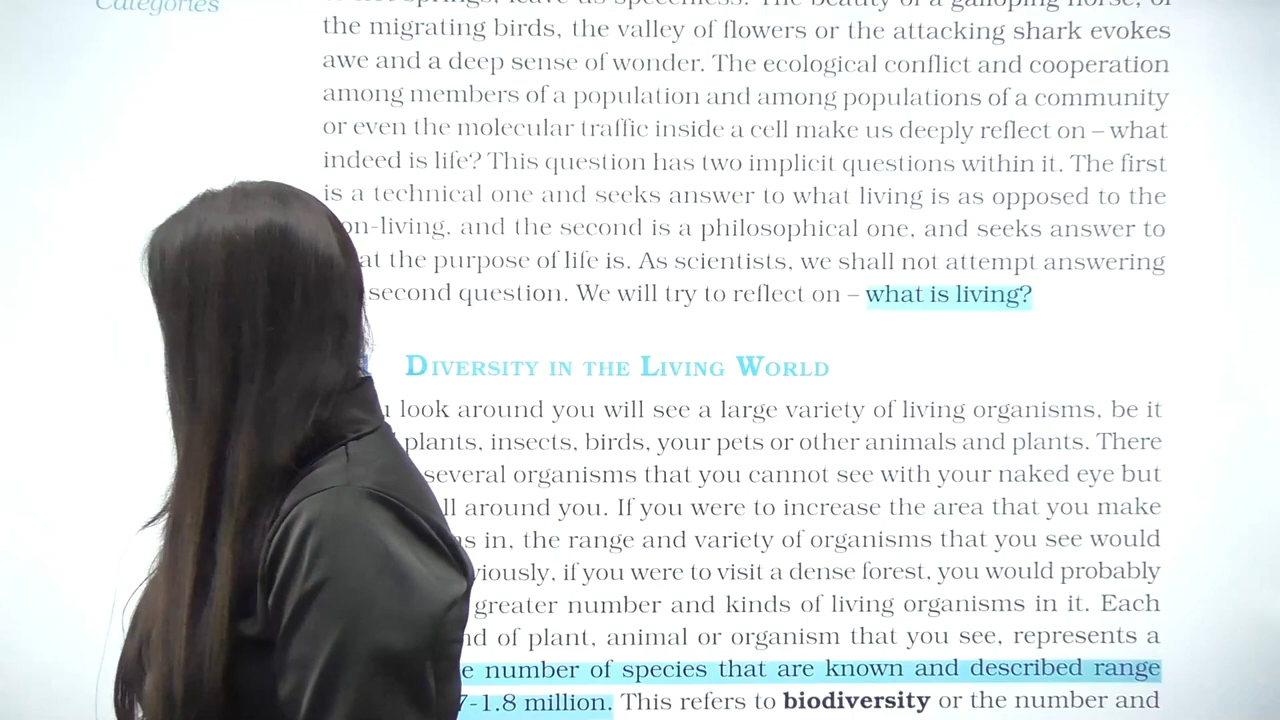 Categories
the migrating birds, the valley of flowers or the attacking shark evokes
awe and a deep sense of wonder. The ecological conflict and cooperation
among members of a population and among populations of a community
or even the molecular traffic inside a cell make us deeply reflect on – what
indeed is life? This question has two implicit questions within it. The first
is a technical one and seeks answer to what living is as opposed to the
on-living, and the second is a philosophical one, and seeks answer to
at the purpose of life is. As scientists, we shall not attempt answering
second question. We will try to reflect on – what is living?
DIVERSITY IN THE LIVING WORLD
look around you will see a large variety of living organisms, be it
plants, insects, birds, your pets or other animals and plants. There
several organisms that you cannot see with your naked eye but
ll around you. If you were to increase the area that you make
s in, the range and variety of organisms that you see would
viously, if you were to visit a dense forest, you would probably
greater number and kinds of living organisms in it. Each
nd of plant, animal or organism that you see, represents a
e number of species that are known and described range
7-1.8 million. This refers to biodiversity or the number and